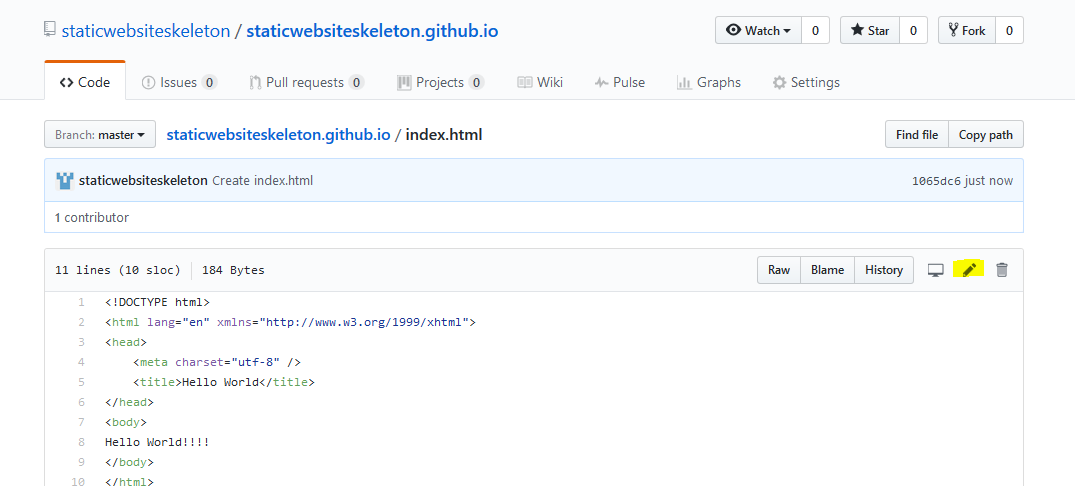 staticwebsiteskeleton / staticwebsiteskeleton.github.io
Watch 0 Star 0 Fork 0
Code Issues 0 Pull requests 0 Projects 0 Wiki Pulse Graphs Settings
Branch: master staticwebsiteskeleton.github.io / index.html Find file Copy path
staticwebsiteskeleton Create index.html 1065dc6 just now
1 contributor
11 lines (10 sloc) 184 Bytes Raw Blame History
1 <!DOCTYPE html>
2 <html lang="en" xmlns="http://www.w3.org/1999/xhtml">
3 <head>
4 <meta charset="utf-8" />
5 <title>Hello World</title>
6 </head>
7 <body>
8 Hello World!!!!
9 </body>
10 </html>